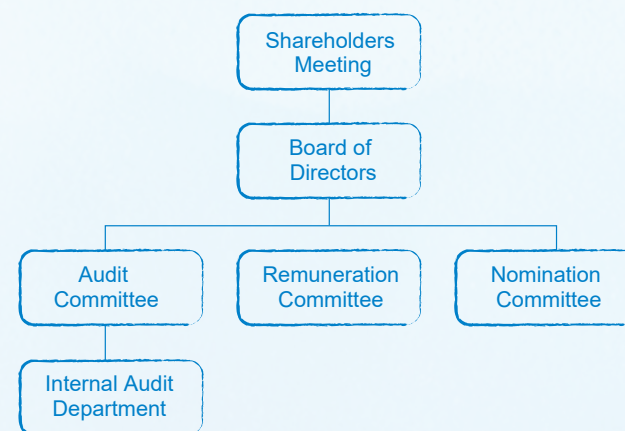 Shareholders
Meeting
Board of
Directors
Audit
Committee
Remuneration
Committee
Nomination
Committee
Internal Audit
Department